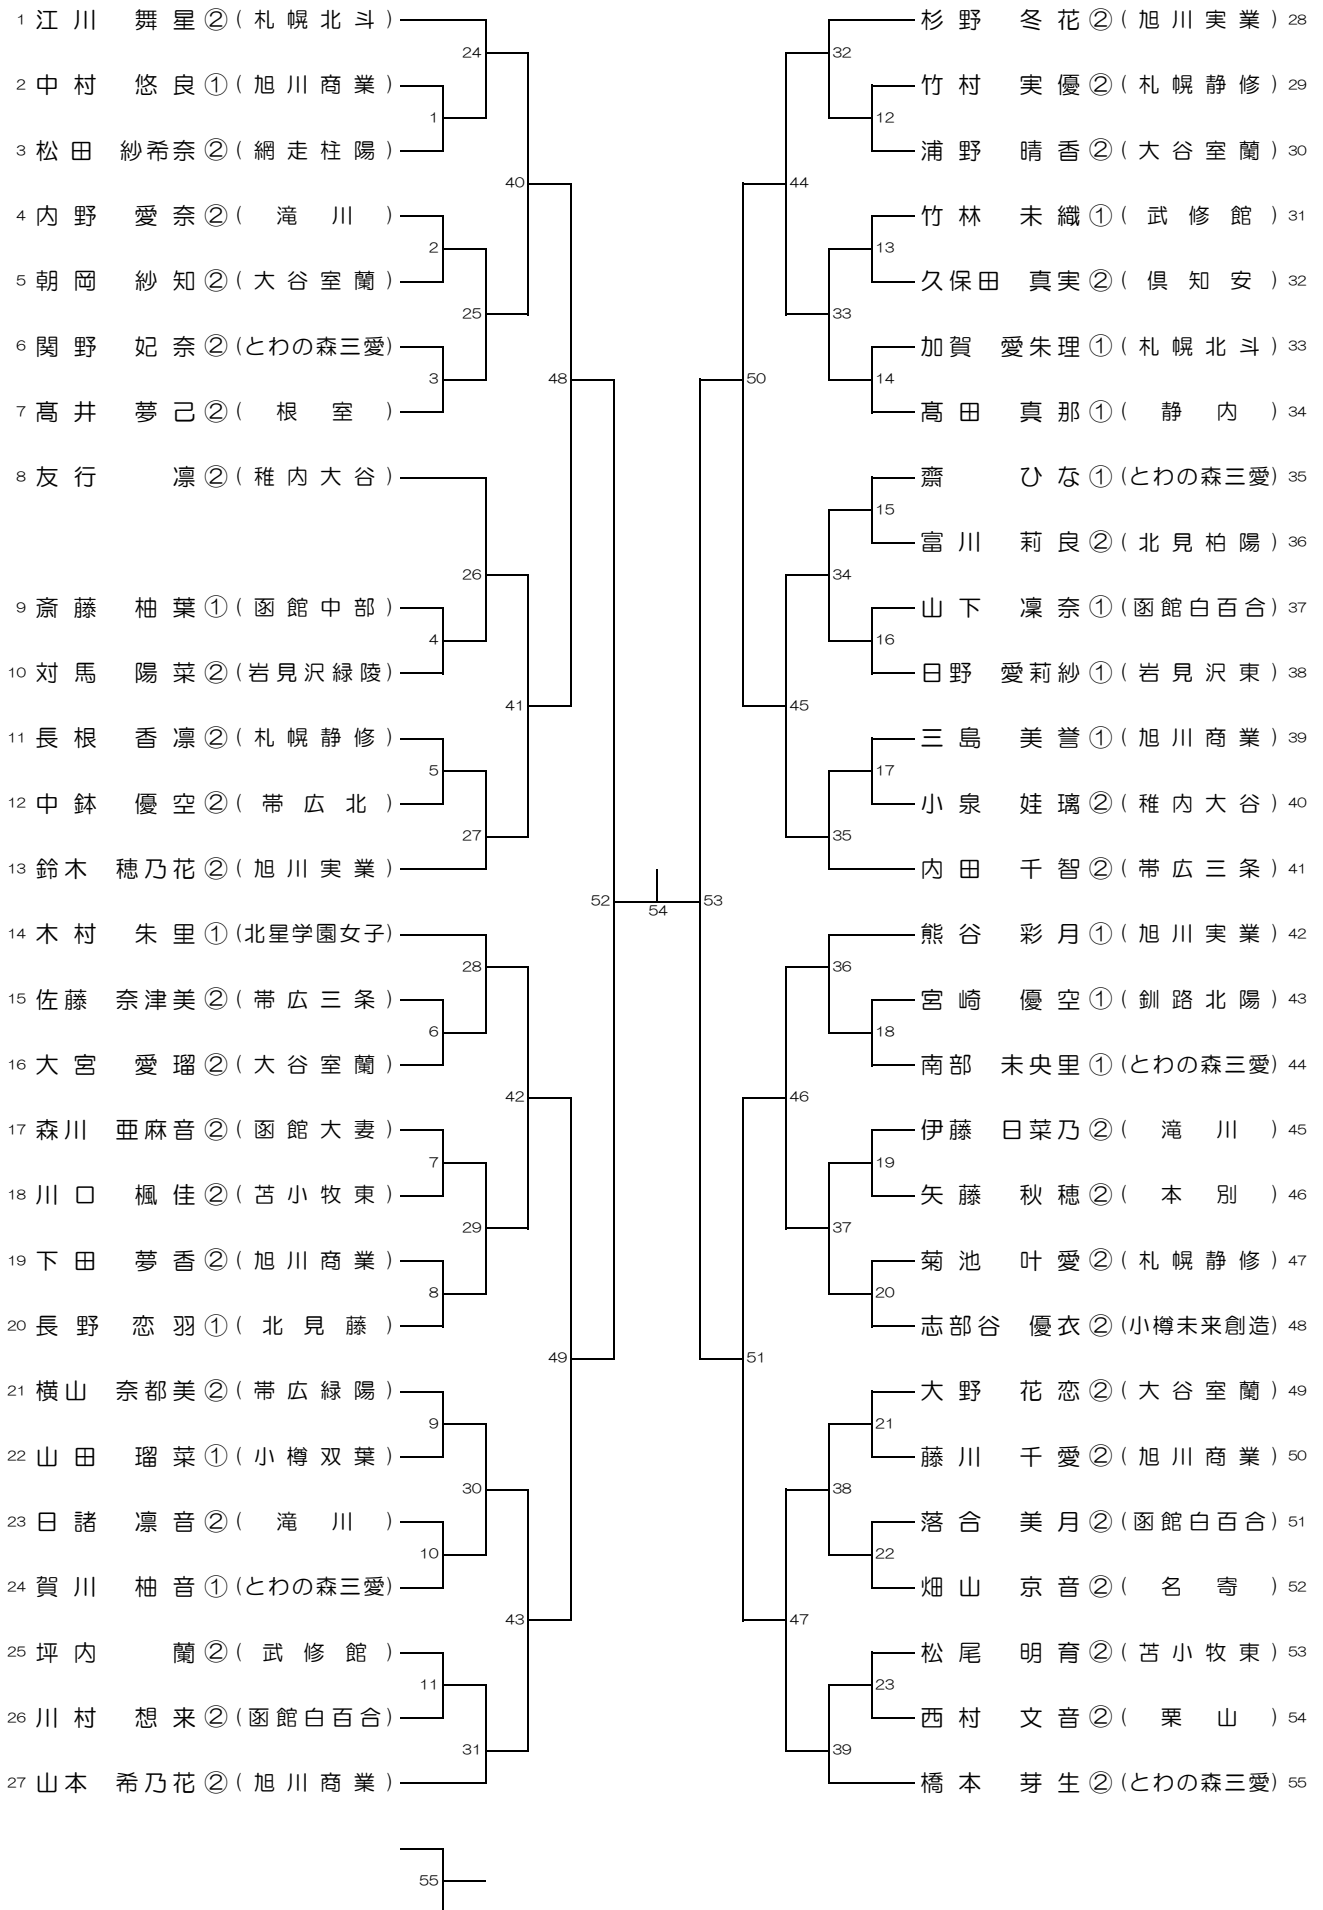 1 江川 舞星② (札幌北斗)
24
2 中村 悠良① (旭川商業)
1
3 松田 紗希奈② (網走桂陽)
40
4 内野 愛奈② (滝川)
2
5 朝岡 紗知② (大谷室蘭)
25
6 関野 妃奈② (とわの森三愛)
3
48
7 髙井 夢己② (根室)
8 友行 凛② (稚内大谷)
26
9 斎藤 柚葉① (函館中部)
4
10 対馬 陽菜② (岩見沢緑陵)
41
11 長根 香凛② (札幌静修)
5
12 中鉢 優空② (帯広北)
27
13 鈴木 穂乃花② (旭川実業)
52
54
14 木村 朱里① (北星学園女子)
28
15 佐藤 奈津美② (帯広三条)
6
16 大宮 愛瑠② (大谷室蘭)
42
17 森川 亜麻音② (函館大妻)
7
18 川口 楓佳② (苫小牧東)
29
19 下田 夢香② (旭川商業)
8
20 長野 恋羽① (北見藤)
49
21 横山 奈都美② (帯広緑陽)
9
22 山田 瑠菜① (小樽双葉)
30
23 日諸 凛音② (滝川)
10
24 賀川 柚音① (とわの森三愛)
43
25 坪内 蘭② (武修館)
11
26 川村 想来② (函館白百合)
31
27 山本 希乃花② (旭川商業)
55
杉野 冬花② (旭川実業) 28
32
竹村 実優② (札幌静修) 29
12
浦野 晴香② (大谷室蘭) 30
44
竹林 未織① (武修館) 31
13
久保田 真実② (倶知安) 32
33
加賀 愛朱理① (札幌北斗) 33
14
50
髙田 真那① (静内) 34
齋 ひな① (とわの森三愛) 35
15
富川 莉良② (北見柏陽) 36
34
山下 凜奈① (函館白百合) 37
16
日野 愛莉紗① (岩見沢東) 38
45
三島 美誉① (旭川商業) 39
17
小泉 娃璃② (稚内大谷) 40
35
内田 千智② (帯広三条) 41
53
熊谷 彩月① (旭川実業) 42
36
宮崎 優空① (釧路北陽) 43
18
南部 未央里① (とわの森三愛) 44
46
伊藤 日菜乃② (滝川) 45
19
矢藤 秋穂② (本別) 46
37
菊池 叶愛② (札幌静修) 47
20
志部谷 優衣② (小樽未来創造) 48
51
大野 花恋② (大谷室蘭) 49
21
藤川 千愛② (旭川商業) 50
38
落合 美月② (函館白百合) 51
22
畑山 京音② (名寄) 52
47
松尾 明育② (苫小牧東) 53
23
西村 文音② (栗山) 54
39
橋本 芽生② (とわの森三愛) 55